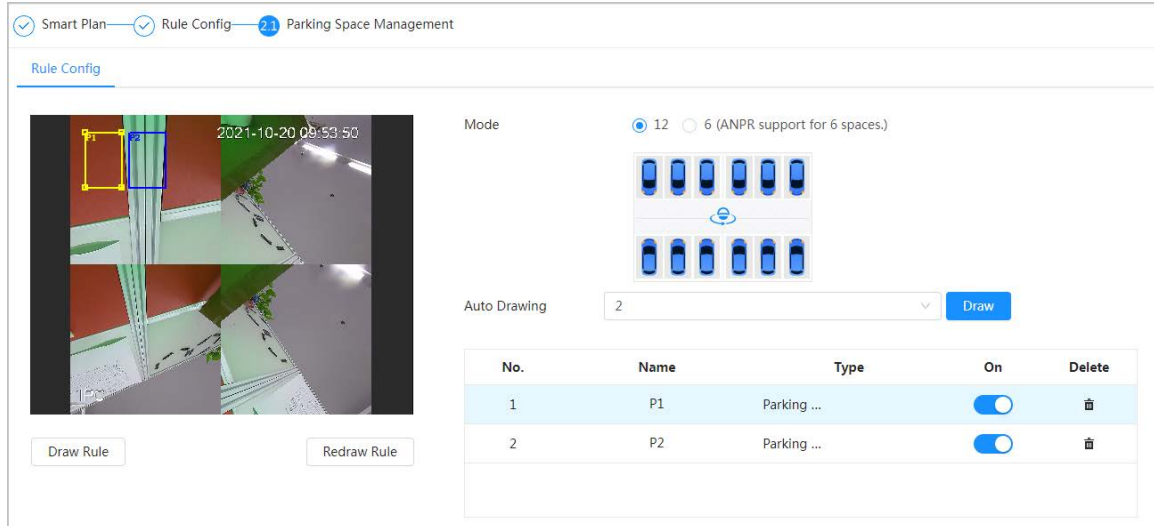 Smart Plan Rule Config 2.1 Parking Space Management
Rule Config
P1 P2 2021-10-20 09:53:50
IPC
Draw Rule Redraw Rule
Mode 12 6 (ANPR support for 6 spaces.)
Auto Drawing 2 Draw
No. Name Type On Delete
1 P1 Parking ...
2 P2 Parking ...